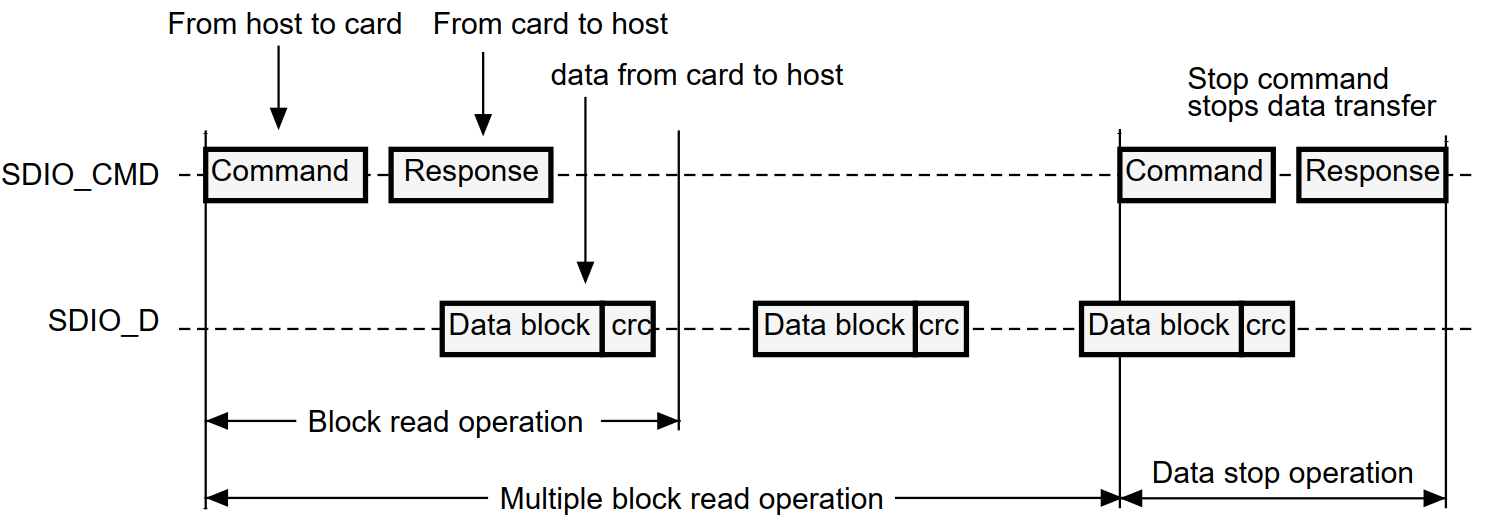 From host to card
From card to host
data from card to host
Stop command
stops data transfer
SDIO_CMD
Command
Response
Command
Response
SDIO_D
Data block
crc
Data block
crc
Data block
crc
Block read operation
Data stop operation
Multiple block read operation